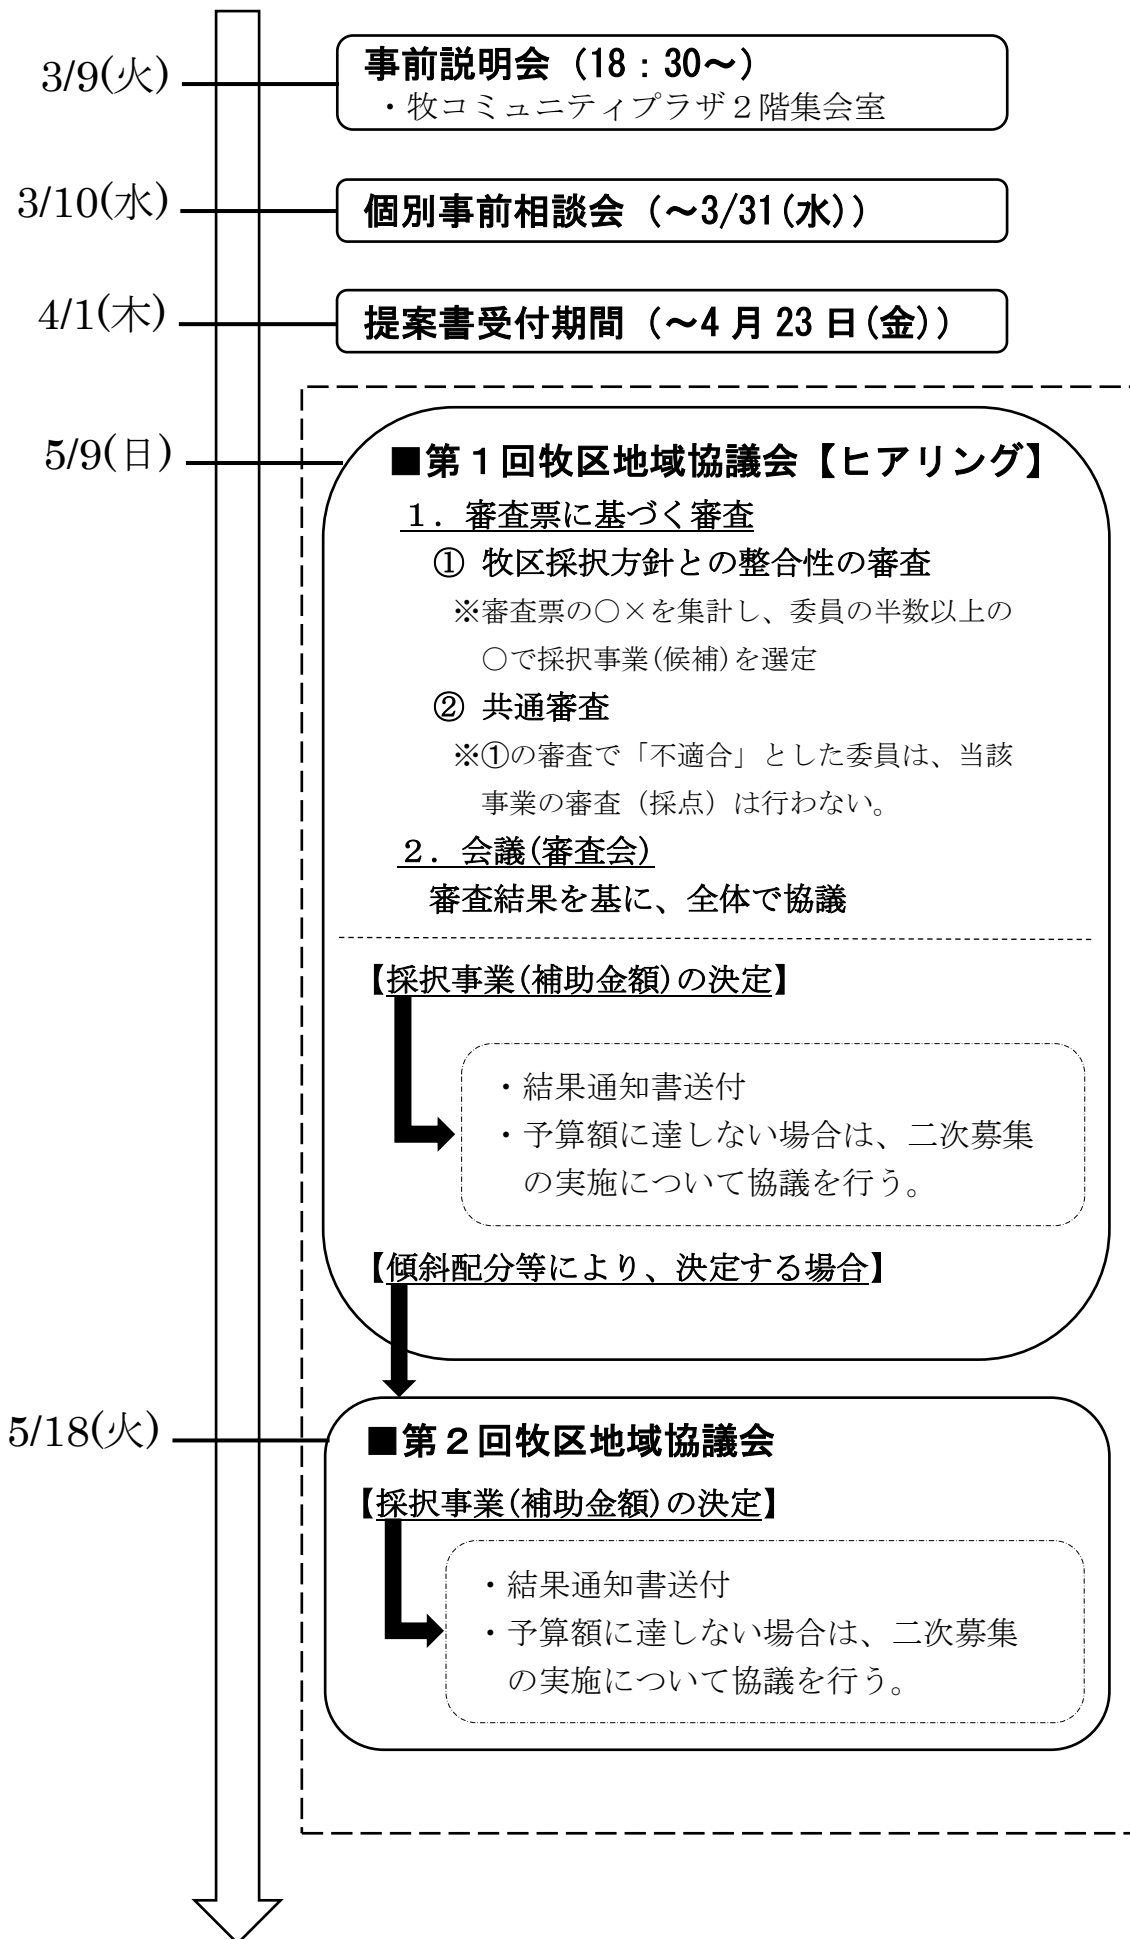 3/9(火)
事前説明会（18：30～）
・牧コミュニティプラザ２階集会室
3/10(水)
個別事前相談会（～3/31(水)）
4/1(木)
提案書受付期間（～4 月 23 日(金)）
5/9(日)
■第１回牧区地域協議会【ヒアリング】
１．審査票に基づく審査
① 牧区採択方針との整合性の審査
※審査票の○×を集計し、委員の半数以上の
○で採択事業(候補)を選定
② 共通審査
※①の審査で「不適合」とした委員は、当該
事業の審査（採点）は行わない。
２．会議(審査会)
審査結果を基に、全体で協議
【採択事業(補助金額)の決定】
・結果通知書送付
・予算額に達しない場合は、二次募集
の実施について協議を行う。
【傾斜配分等により、決定する場合】
5/18(火)
■第２回牧区地域協議会
【採択事業(補助金額)の決定】
・結果通知書送付
・予算額に達しない場合は、二次募集
の実施について協議を行う。